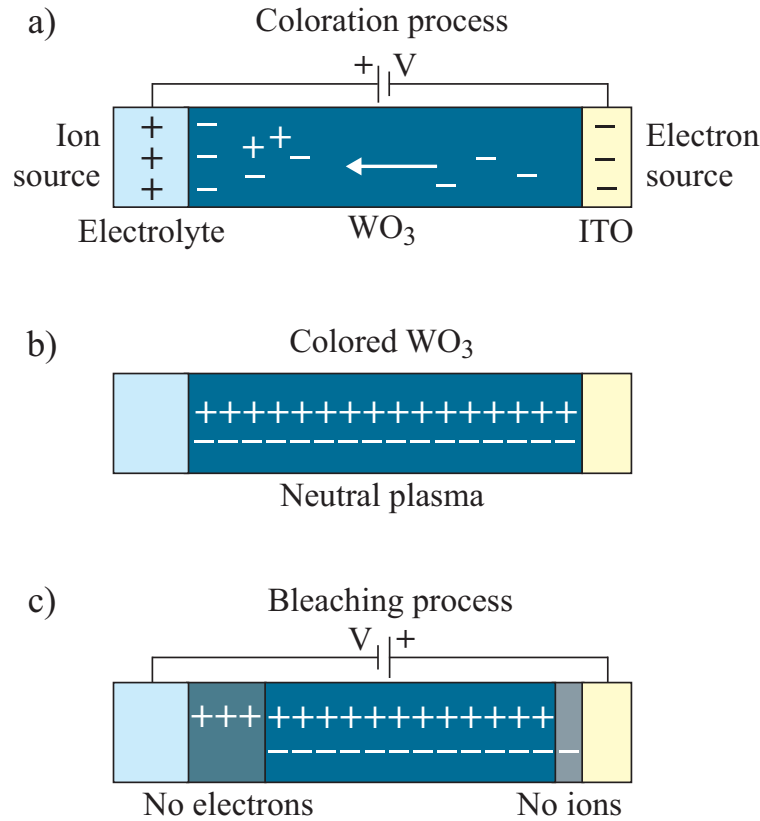 a)
Coloration process
+ V
Ion source
+ + +
− − −
+ +
− −
− − −
− − −
Electron source
Electrolyte
WO₃
ITO
b)
Colored WO₃
+++++++++++++++
−−−−−−−−−−−−−−−
Neutral plasma
c)
Bleaching process
V +
+++
++++++++++++
−−−−−−−−−−−−
−
No electrons
No ions